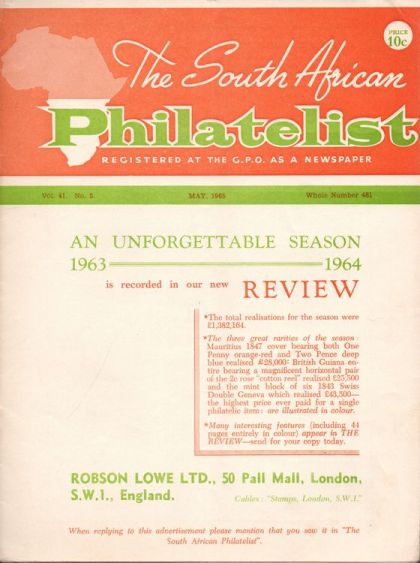 PRICE
10c
The South African
Philatelist
REGISTERED AT THE G.P.O. AS A NEWSPAPER
Vol. 41. No. 5. MAY, 1965 Whole Number 481
AN UNFORGETTABLE SEASON
1963 1964
is recorded in our new REVIEW
*The total realisations for the season were
£1,382,164.
*The three great rarities of the season:
Mauritius 1847 cover bearing both One
Penny orange-red and Two Pence deep
blue realised £28,000: British Guiana en-
tire bearing a magnificent horizontal pair
of the 2c rose "cotton reel" realised £25,500
and the mint block of six 1843 Swiss
Double Geneva which realised £43,500—
the highest price ever paid for a single
philatelic item: are illustrated in colour.
*Many interesting features (including 44
pages entirely in colour) appear in THE
REVIEW—send for your copy today.
ROBSON LOWE LTD., 50 Pall Mall, London,
S.W.1., England. Cables: "Stamps, London, S.W.1."
When replying to this advertisement please mention that you saw it in "The
South African Philatelist".